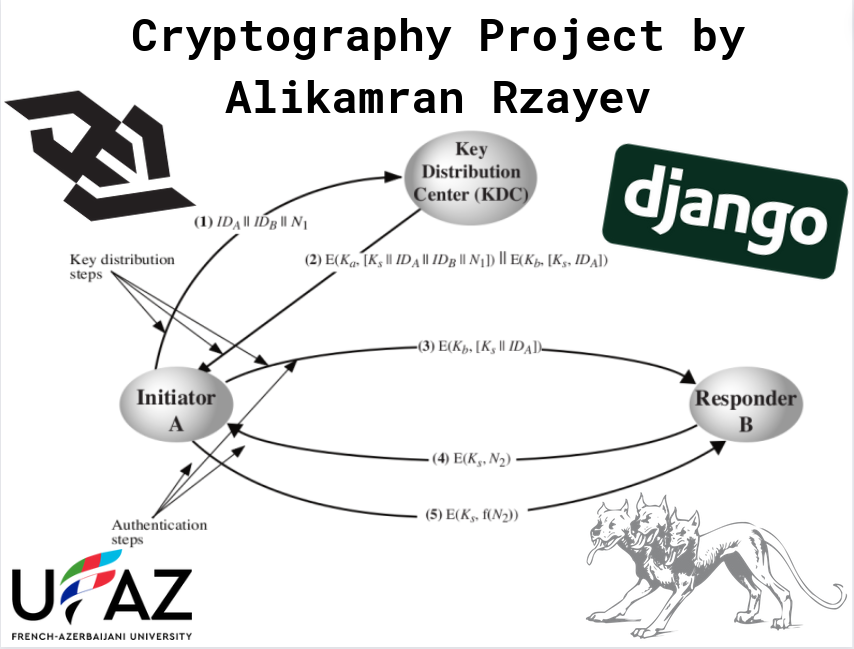 Cryptography Project by
Alikamran Rzayev
Key
Distribution
Center (KDC)
django
(1) ID_A || ID_B || N_1
Key distribution
steps
(2) E(K_a, [K_s || ID_A || ID_B || N_1]) || E(K_b, [K_s, ID_A])
(3) E(K_b, [K_s || ID_A])
Initiator
A
Responder
B
(4) E(K_s, N_2)
(5) E(K_s, f(N_2))
Authentication
steps
UFAZ
FRENCH-AZERBAIJANI UNIVERSITY